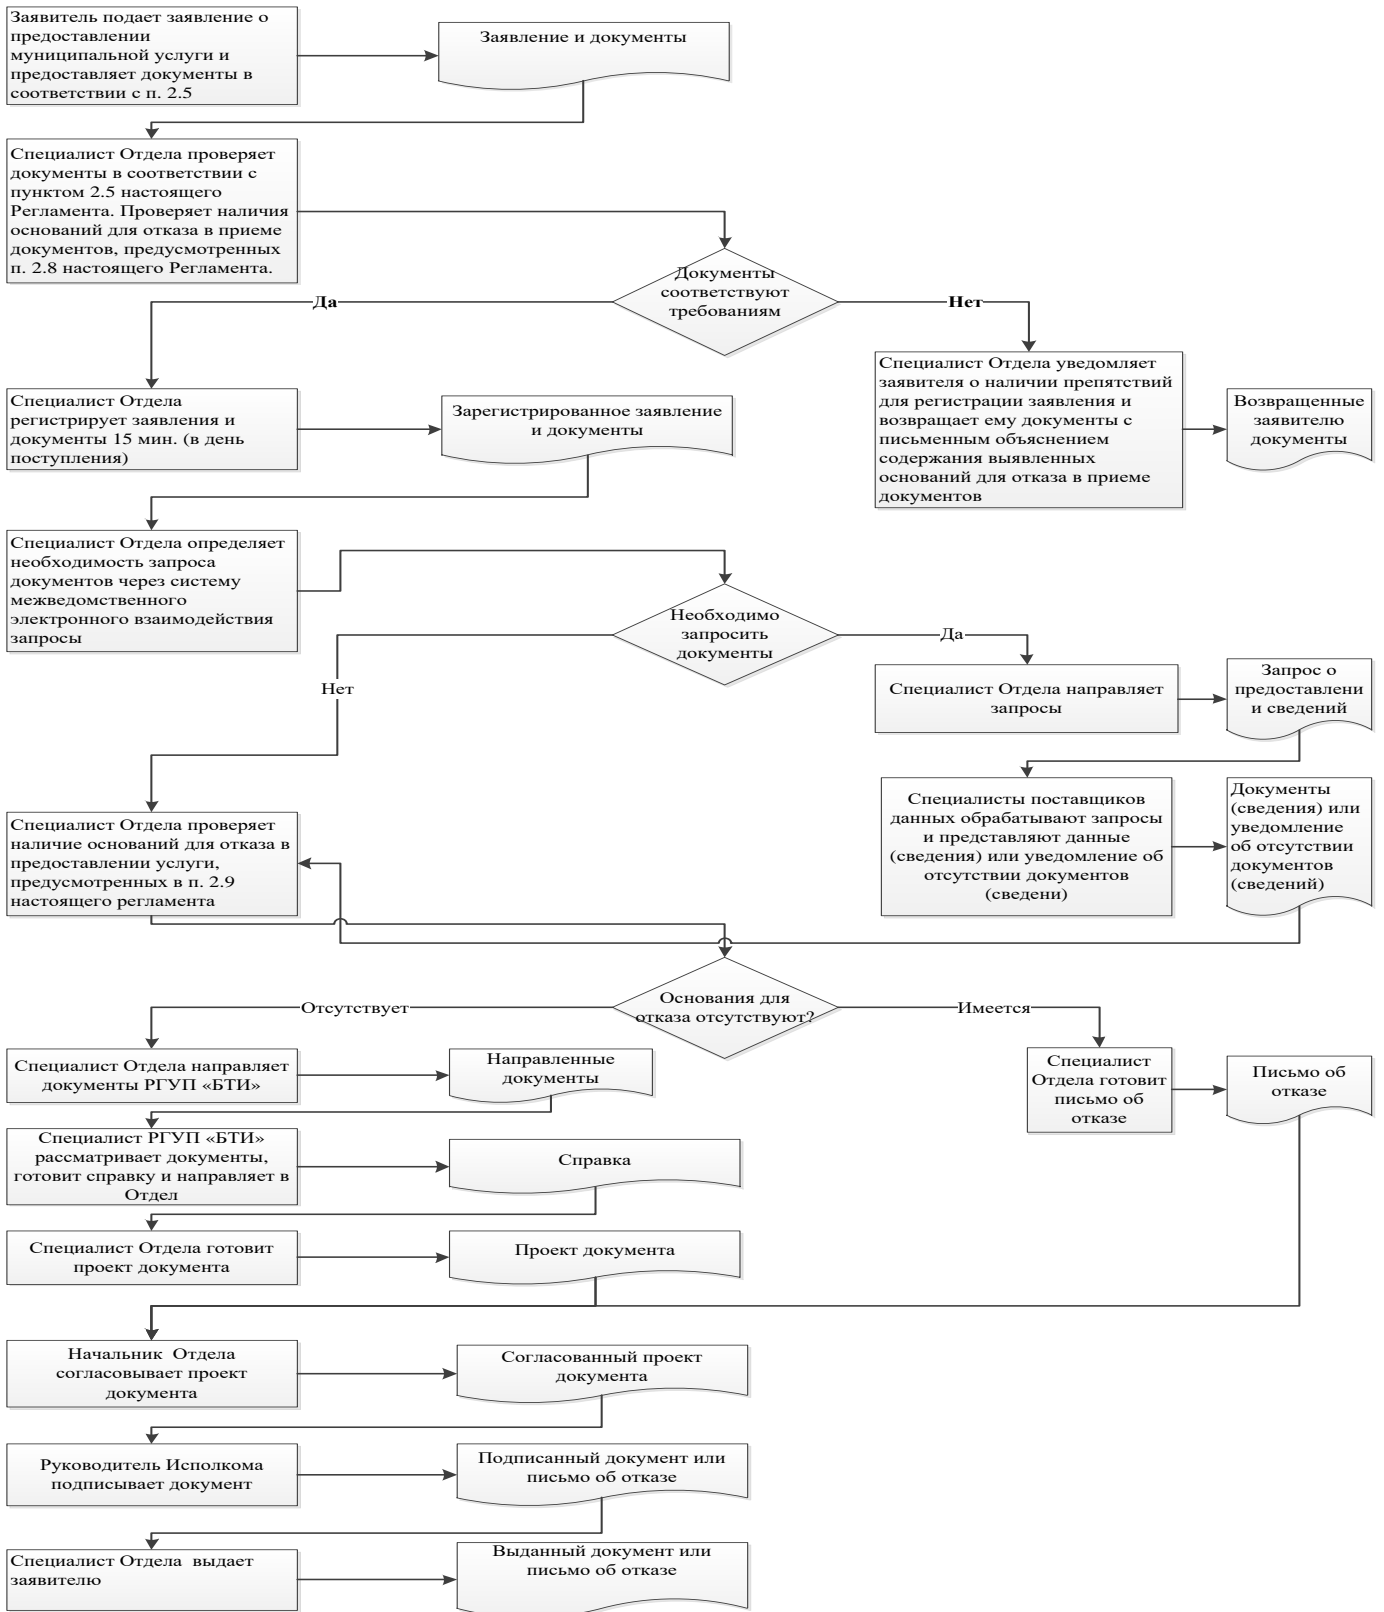 Заявитель подает заявление о
предоставлении
муниципальной услуги и
предоставляет документы в
соответствии с п. 2.5
Заявление и документы
Специалист Отдела проверяет
документы в соответствии с
пунктом 2.5 настоящего
Регламента. Проверяет наличия
оснований для отказа в приеме
документов, предусмотренных
п. 2.8 настоящего Регламента.
Документы
соответствуют
требованиям
Да
Нет
Специалист Отдела
регистрирует заявления и
документы 15 мин. (в день
поступления)
Зарегистрированное заявление
и документы
Специалист Отдела уведомляет
заявителя о наличии препятствий
для регистрации заявления и
возвращает ему документы с
письменным объяснением
содержания выявленных
оснований для отказа в приеме
документов
Возвращенные
заявителю
документы
Специалист Отдела определяет
необходимость запроса
документов через систему
межведомственного
электронного взаимодействия
запросы
Необходимо
запросить
документы
Да
Нет
Специалист Отдела направляет
запросы
Запрос о
предоставлени
и сведений
Специалисты поставщиков
данных обрабатывают запросы
и представляют данные
(сведения) или уведомление об
отсутствии документов
(сведени)
Документы
(сведения) или
уведомление
об отсутствии
документов
(сведений)
Специалист Отдела проверяет
наличие оснований для отказа в
предоставлении услуги,
предусмотренных в п. 2.9
настоящего регламента
Основания для
отказа отсутствуют?
Отсутствует
Имеется
Специалист Отдела направляет
документы РГУП «БТИ»
Направленные
документы
Специалист
Отдела готовит
письмо об
отказе
Письмо об
отказе
Специалист РГУП «БТИ»
рассматривает документы,
готовит справку и направляет в
Отдел
Справка
Специалист Отдела готовит
проект документа
Проект документа
Начальник  Отдела
согласовывает проект
документа
Согласованный проект
документа
Руководитель Исполкома
подписывает документ
Подписанный документ или
письмо об отказе
Специалист Отдела  выдает
заявителю
Выданный документ или
письмо об отказе